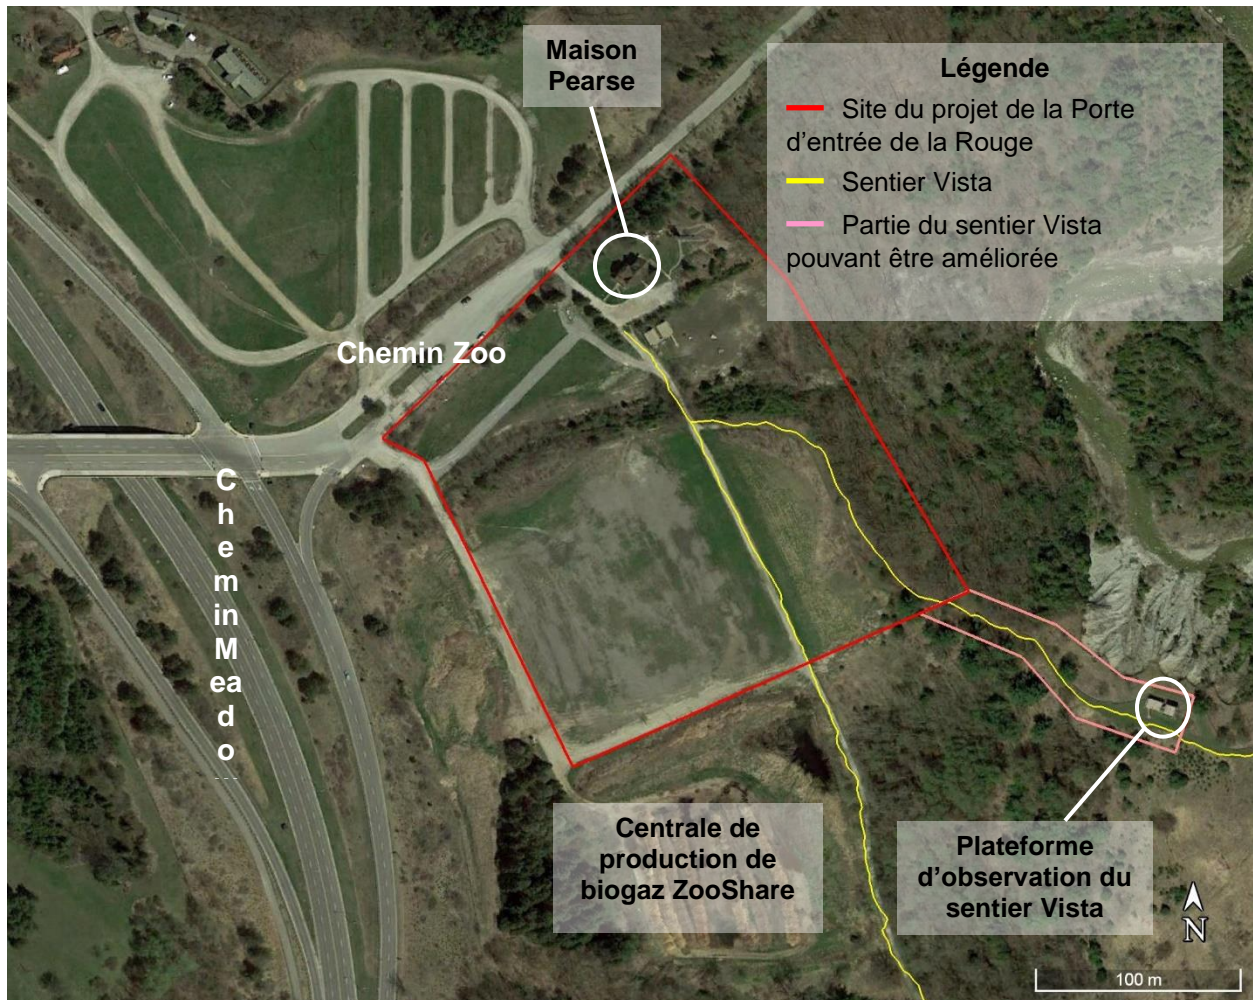 Maison
Pearse
Légende
Site du projet de la Porte
d'entrée de la Rouge
Sentier Vista
Partie du sentier Vista
pouvant être améliorée
Chemin Zoo
C
h
e
m
in
M
ea
d
o
Centrale de
production de
biogaz ZooShare
Plateforme
d’observation du
sentier Vista
N
100 m